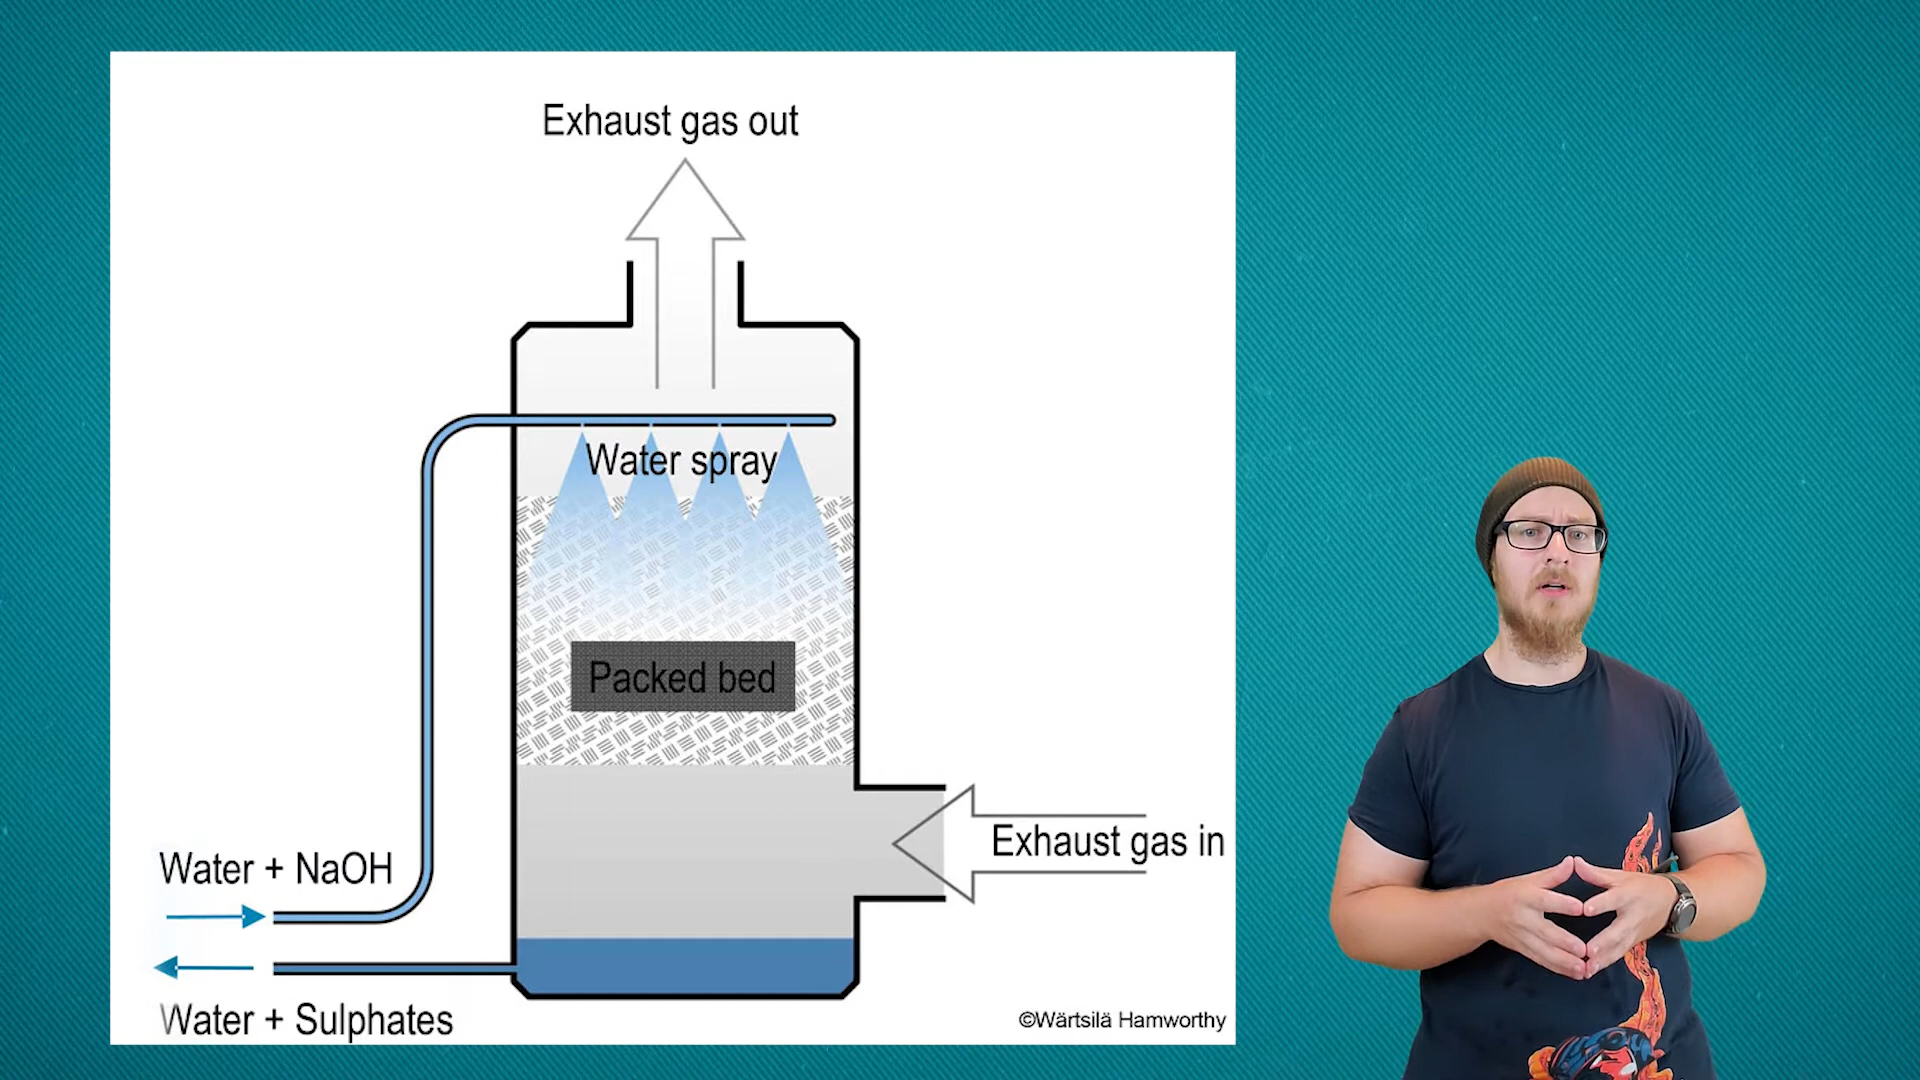 Exhaust gas out
Water spray
Packed bed
Exhaust gas in
Water + NaOH
Water + Sulphates
©Wärtsilä Hamworthy